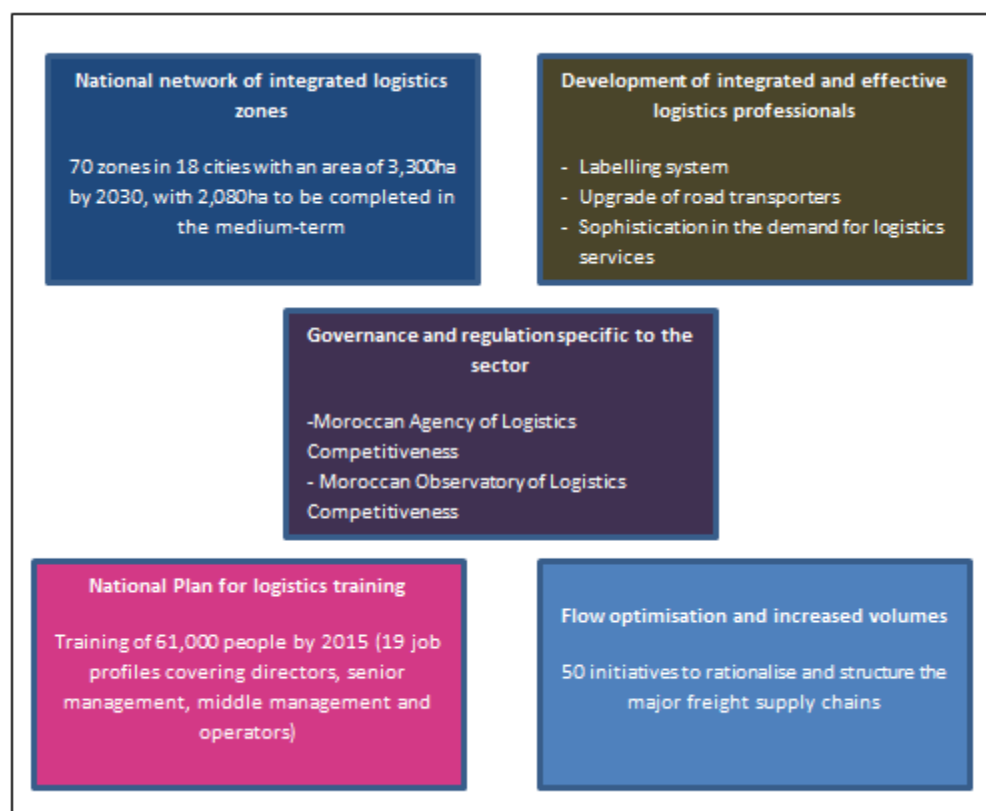 National network of integrated logistics
zones
70 zones in 18 cities with an area of 3,300ha
by 2030, with 2,080ha to be completed in
the medium-term
Development of integrated and effective
logistics professionals
- Labelling system
- Upgrade of road transporters
- Sophistication in the demand for logistics
services
Governance and regulation specific to the
sector
-Moroccan Agency of Logistics
Competitiveness
- Moroccan Observatory of Logistics
Competitiveness
National Plan for logistics training
Training of 61,000 people by 2015 (19 job
profiles covering directors, senior
management, middle management and
operators)
Flow optimisation and increased volumes
50 initiatives to rationalise and structure the
major freight supply chains